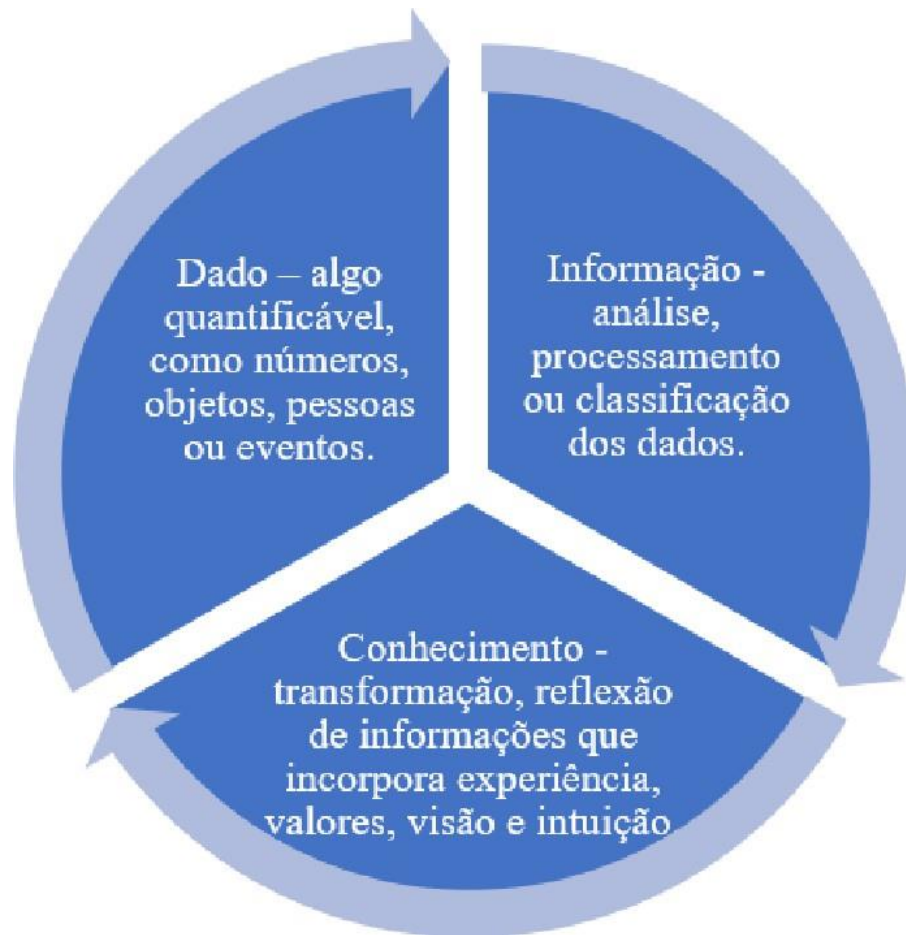 Dado – algo
quantificável,
como números,
objetos, pessoas
ou eventos.
Informação -
análise,
processamento
ou classificação
dos dados.
Conhecimento -
transformação, reflexão
de informações que
incorpora experiência,
valores, visão e intuição